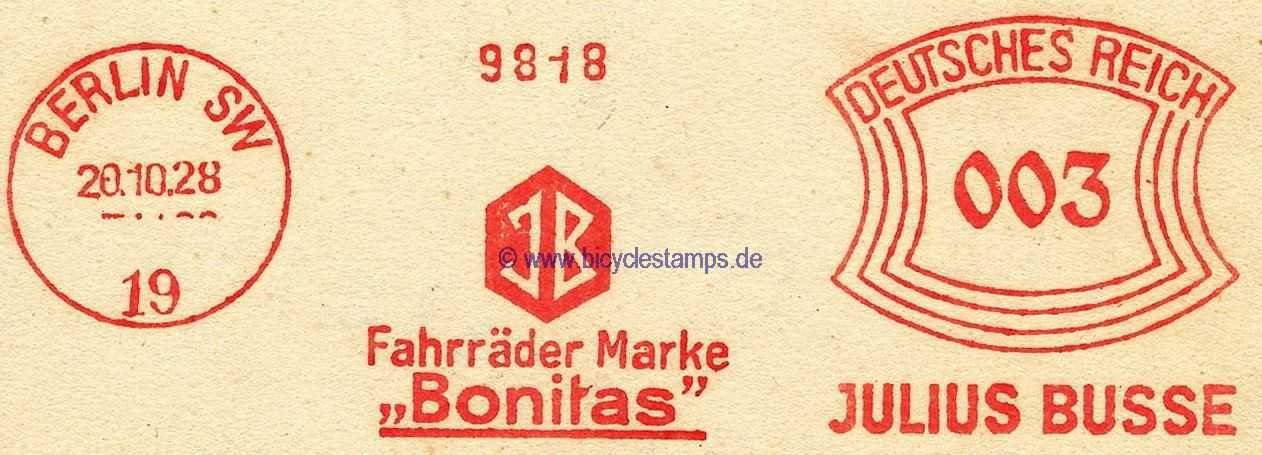 BERLIN SW
20.10.28
19
9818
JB
© www.bicyclestamps.de
Fahrräder Marke
„Bonitas”
DEUTSCHES REICH
003
JULIUS BUSSE